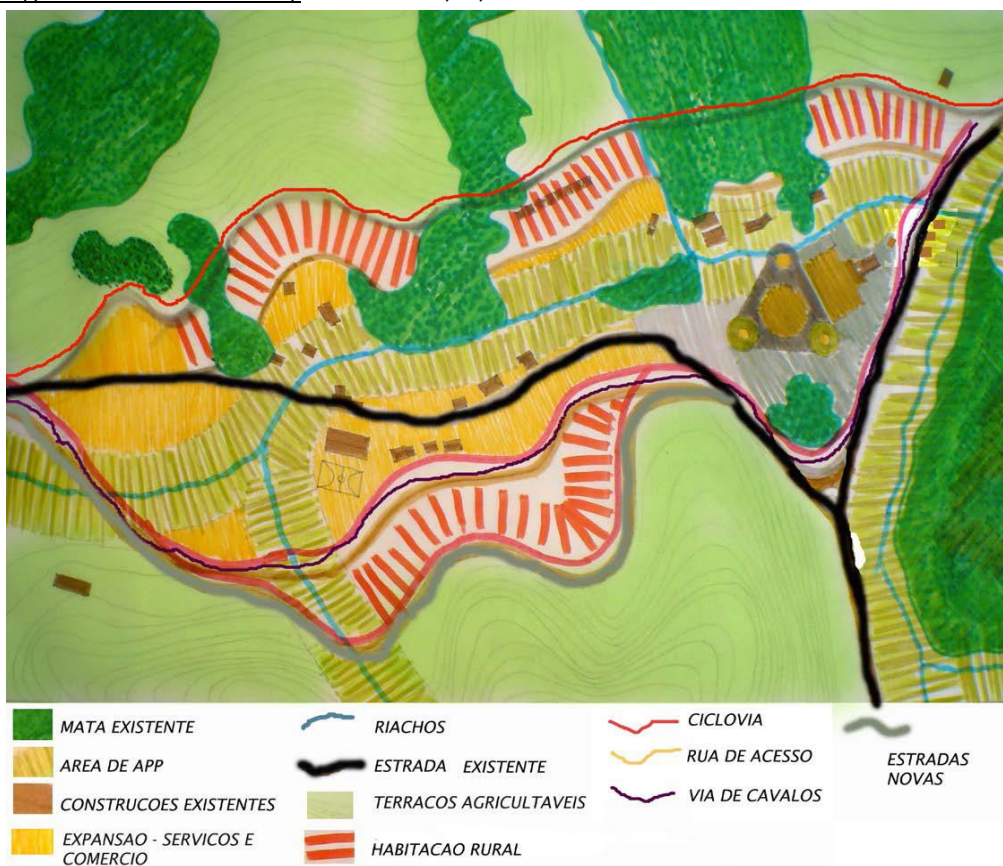 MATA EXISTENTE
AREA DE APP
CONSTRUCOES EXISTENTES
EXPANSAO - SERVICOS E
COMERCIO
RIACHOS
ESTRADA EXISTENTE
TERRACOS AGRICULTAVEIS
HABITACAO RURAL
CICLOVIA
RUA DE ACESSO
VIA DE CAVALOS
ESTRADAS
NOVAS